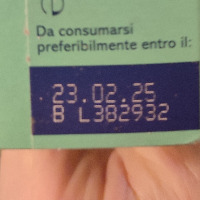 Da consumarsi
preferibilmente entro il:
23.02.25
B L382932